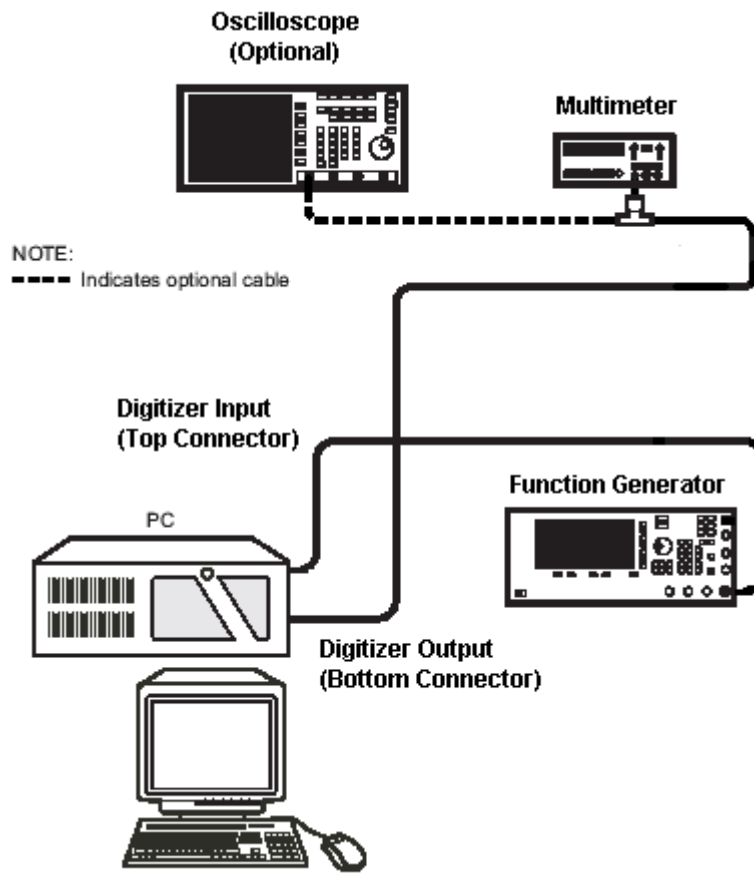 Oscilloscope
(Optional)
Multimeter
NOTE:
Indicates optional cable
Digitizer Input
(Top Connector)
Function Generator
PC
Digitizer Output
(Bottom Connector)